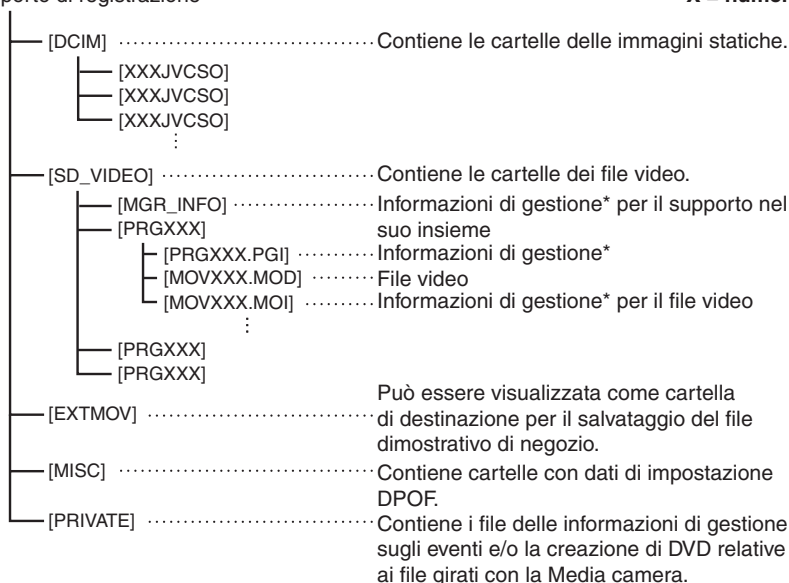 di registrazione
[DCIM] Contiene le cartelle delle immagini statiche.
[XXXJVCSO]
[XXXJVCSO]
[XXXJVCSO]
[SD_VIDEO] Contiene le cartelle dei file video.
[MGR_INFO] Informazioni di gestione* per il supporto nel
[PRGXXX] suo insieme
[PRGXXX.PGI] Informazioni di gestione*
[MOVXXX.MOD] File video
[MOVXXX.MOI] Informazioni di gestione* per il file video
[PRGXXX]
[PRGXXX]
Può essere visualizzata come cartella
[EXTMOV] di destinazione per il salvataggio del file
dimostrativo di negozio.
[MISC] Contiene cartelle con dati di impostazione
DPOF.
[PRIVATE] Contiene i file delle informazioni di gestione
sugli eventi e/o la creazione di DVD relative
ai file girati con la Media camera.